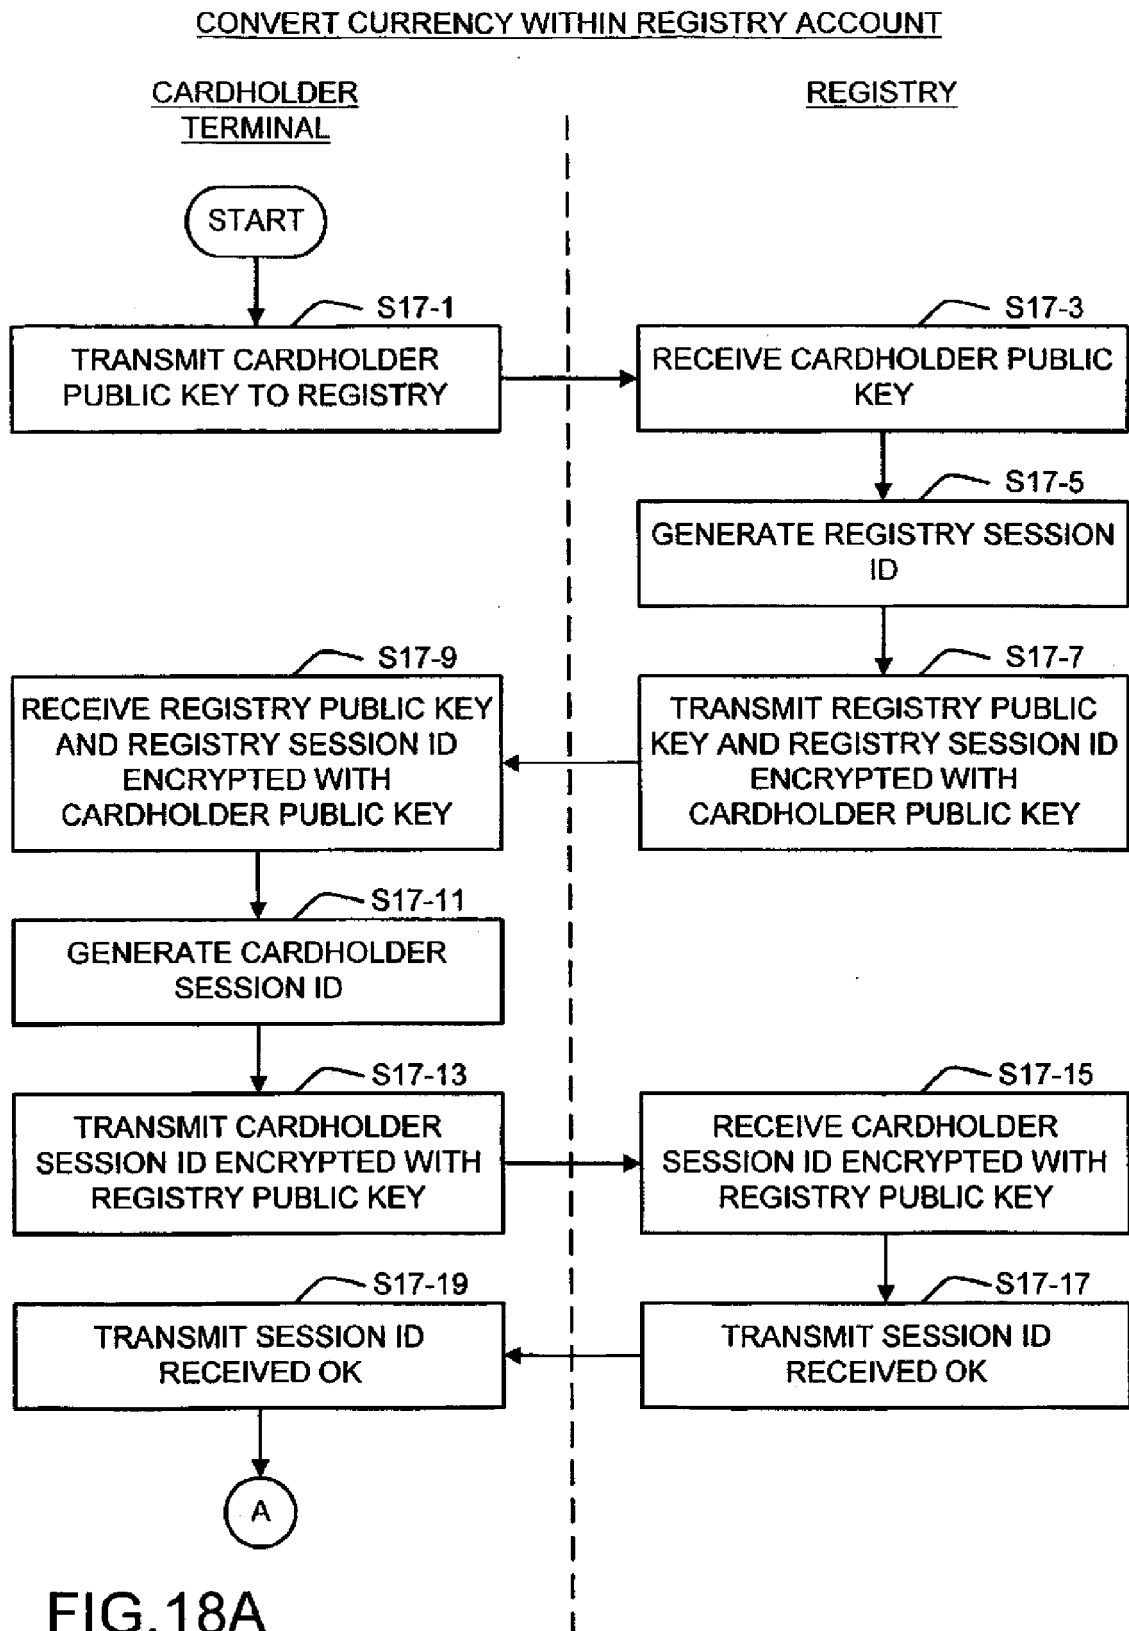 CONVERT CURRENCY WITHIN REGISTRY ACCOUNT
CARDHOLDER
TERMINAL
REGISTRY
START
S17-1
TRANSMIT CARDHOLDER
PUBLIC KEY TO REGISTRY
S17-3
RECEIVE CARDHOLDER PUBLIC
KEY
S17-5
GENERATE REGISTRY SESSION
ID
S17-7
TRANSMIT REGISTRY PUBLIC
KEY AND REGISTRY SESSION ID
ENCRYPTED WITH
CARDHOLDER PUBLIC KEY
S17-9
RECEIVE REGISTRY PUBLIC KEY
AND REGISTRY SESSION ID
ENCRYPTED WITH
CARDHOLDER PUBLIC KEY
S17-11
GENERATE CARDHOLDER
SESSION ID
S17-13
TRANSMIT CARDHOLDER
SESSION ID ENCRYPTED WITH
REGISTRY PUBLIC KEY
S17-15
RECEIVE CARDHOLDER
SESSION ID ENCRYPTED WITH
REGISTRY PUBLIC KEY
S17-17
TRANSMIT SESSION ID
RECEIVED OK
S17-19
TRANSMIT SESSION ID
RECEIVED OK
A
FIG.18A